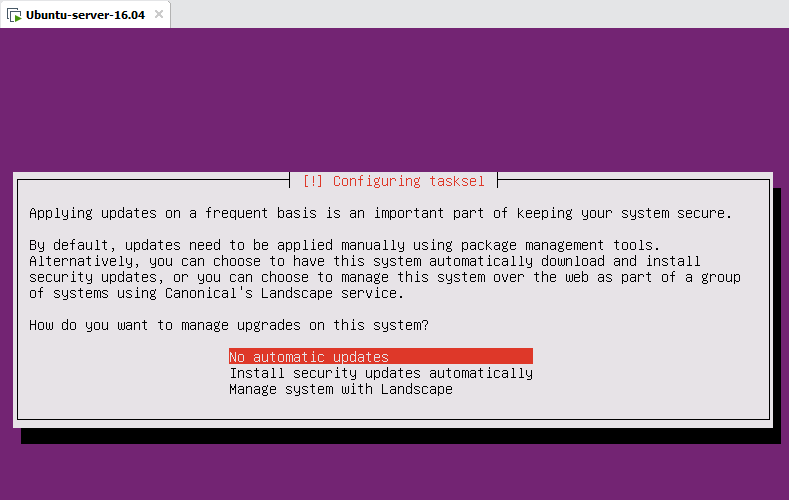 Ubuntu-server-16.04
[!] Configuring tasksel
Applying updates on a frequent basis is an important part of keeping your system secure.
By default, updates need to be applied manually using package management tools.
Alternatively, you can choose to have this system automatically download and install
security updates, or you can choose to manage this system over the web as part of a group
of systems using Canonical's Landscape service.
How do you want to manage upgrades on this system?
No automatic updates
Install security updates automatically
Manage system with Landscape